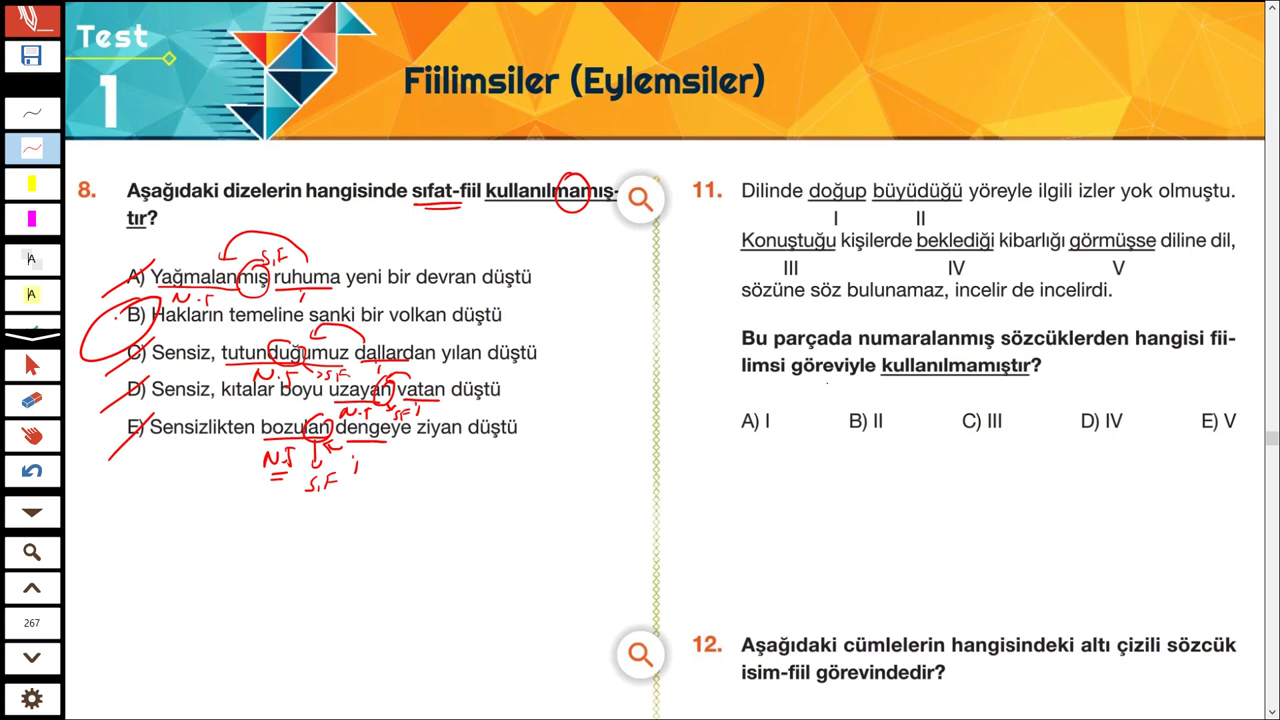 Test
1
Fiilimsiler (Eylemsiler)
8. Aşağıdaki dizelerin hangisinde sıfat-fiil kullanılmamış-
tır?
S.F
A) Yağmalanmış ruhuma yeni bir devran düştü
N.S i
B) Hakların temeline sanki bir volkan düştü
C) Sensiz, tutunduğumuz dallardan yılan düştü
N.S S.F i
D) Sensiz, kıtalar boyu uzayan vatan düştü
N.S S.F i
E) Sensizlikten bozulan dengeye ziyan düştü
N.S i
S.F
11. Dilinde doğup büyüdüğü yöreyle ilgili izler yok olmuştu.
I II
Konuştuğu kişilerde beklediği kibarlığı görmüşse diline dil,
III IV V
sözüne söz bulunamaz, incelir de incelirdi.
Bu parçada numaralanmış sözcüklerden hangisi fii-
limsi göreviyle kullanılmamıştır?
A) I B) II C) III D) IV E) V
12. Aşağıdaki cümlelerin hangisindeki altı çizili sözcük
isim-fiil görevindedir?
A
A
267